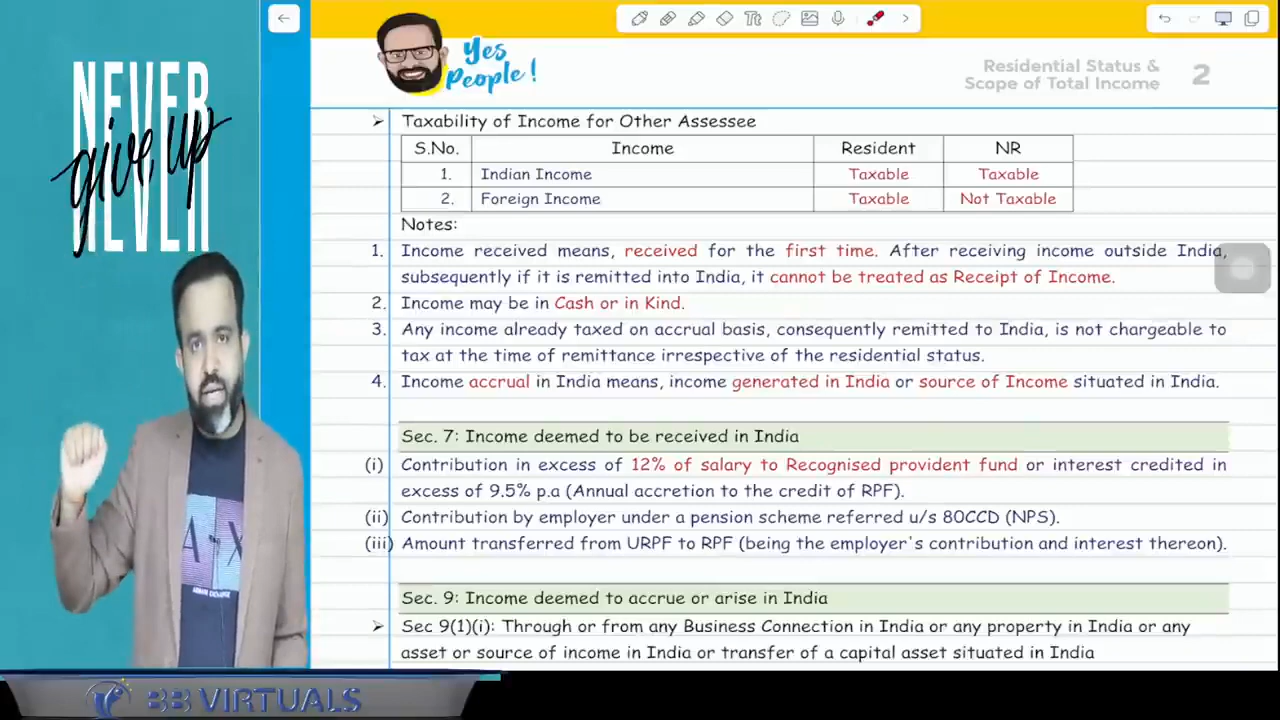 NEVER
give up
NEVER
Yes
People!
Residential Status &
Scope of Total Income
2
➢ Taxability of Income for Other Assessee
S.No. Income Resident NR
1. Indian Income Taxable Taxable
2. Foreign Income Taxable Not Taxable
Notes:
1. Income received means, received for the first time. After receiving income outside India,
subsequently if it is remitted into India, it cannot be treated as Receipt of Income.
2. Income may be in Cash or in Kind.
3. Any income already taxed on accrual basis, consequently remitted to India, is not chargeable to
tax at the time of remittance irrespective of the residential status.
4. Income accrual in India means, income generated in India or source of Income situated in India.
Sec. 7: Income deemed to be received in India
(i) Contribution in excess of 12% of salary to Recognised provident fund or interest credited in
excess of 9.5% p.a (Annual accretion to the credit of RPF).
(ii) Contribution by employer under a pension scheme referred u/s 80CCD (NPS).
(iii) Amount transferred from URPF to RPF (being the employer's contribution and interest thereon).
Sec. 9: Income deemed to accrue or arise in India
➢ Sec 9(1)(i): Through or from any Business Connection in India or any property in India or any
asset or source of income in India or transfer of a capital asset situated in India
A X
ARMANI EXCHANGE
BB VIRTUALS